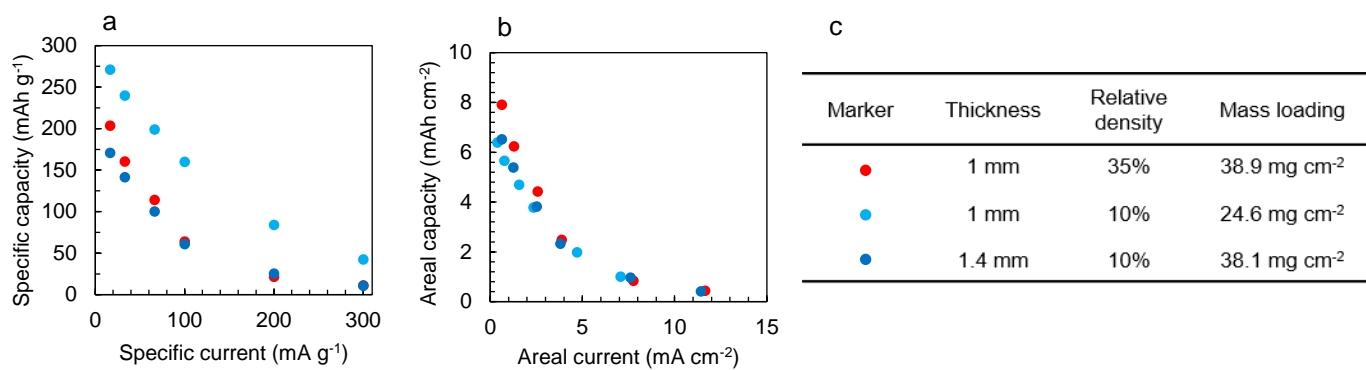 a
300
250
200
150
100
50
0
Specific capacity (mAh g⁻¹)
0 100 200 300
Specific current (mA g⁻¹)
b
10
8
6
4
2
0
Areal capacity (mAh cm⁻²)
0 5 10 15
Areal current (mA cm⁻²)
c
Marker Thickness Relative density Mass loading
1 mm 35% 38.9 mg cm⁻²
1 mm 10% 24.6 mg cm⁻²
1.4 mm 10% 38.1 mg cm⁻²